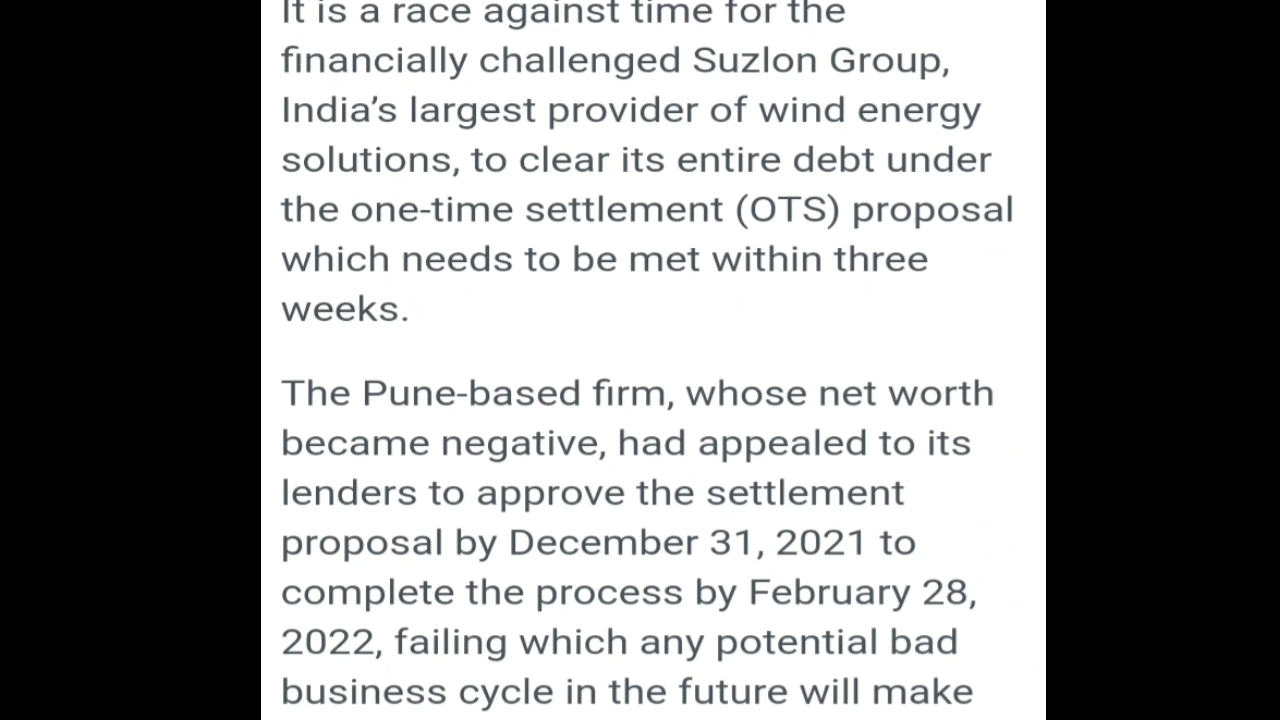 It is a race against time for the
financially challenged Suzlon Group,
India’s largest provider of wind energy
solutions, to clear its entire debt under
the one-time settlement (OTS) proposal
which needs to be met within three
weeks.
The Pune-based firm, whose net worth
became negative, had appealed to its
lenders to approve the settlement
proposal by December 31, 2021 to
complete the process by February 28,
2022, failing which any potential bad
business cycle in the future will make